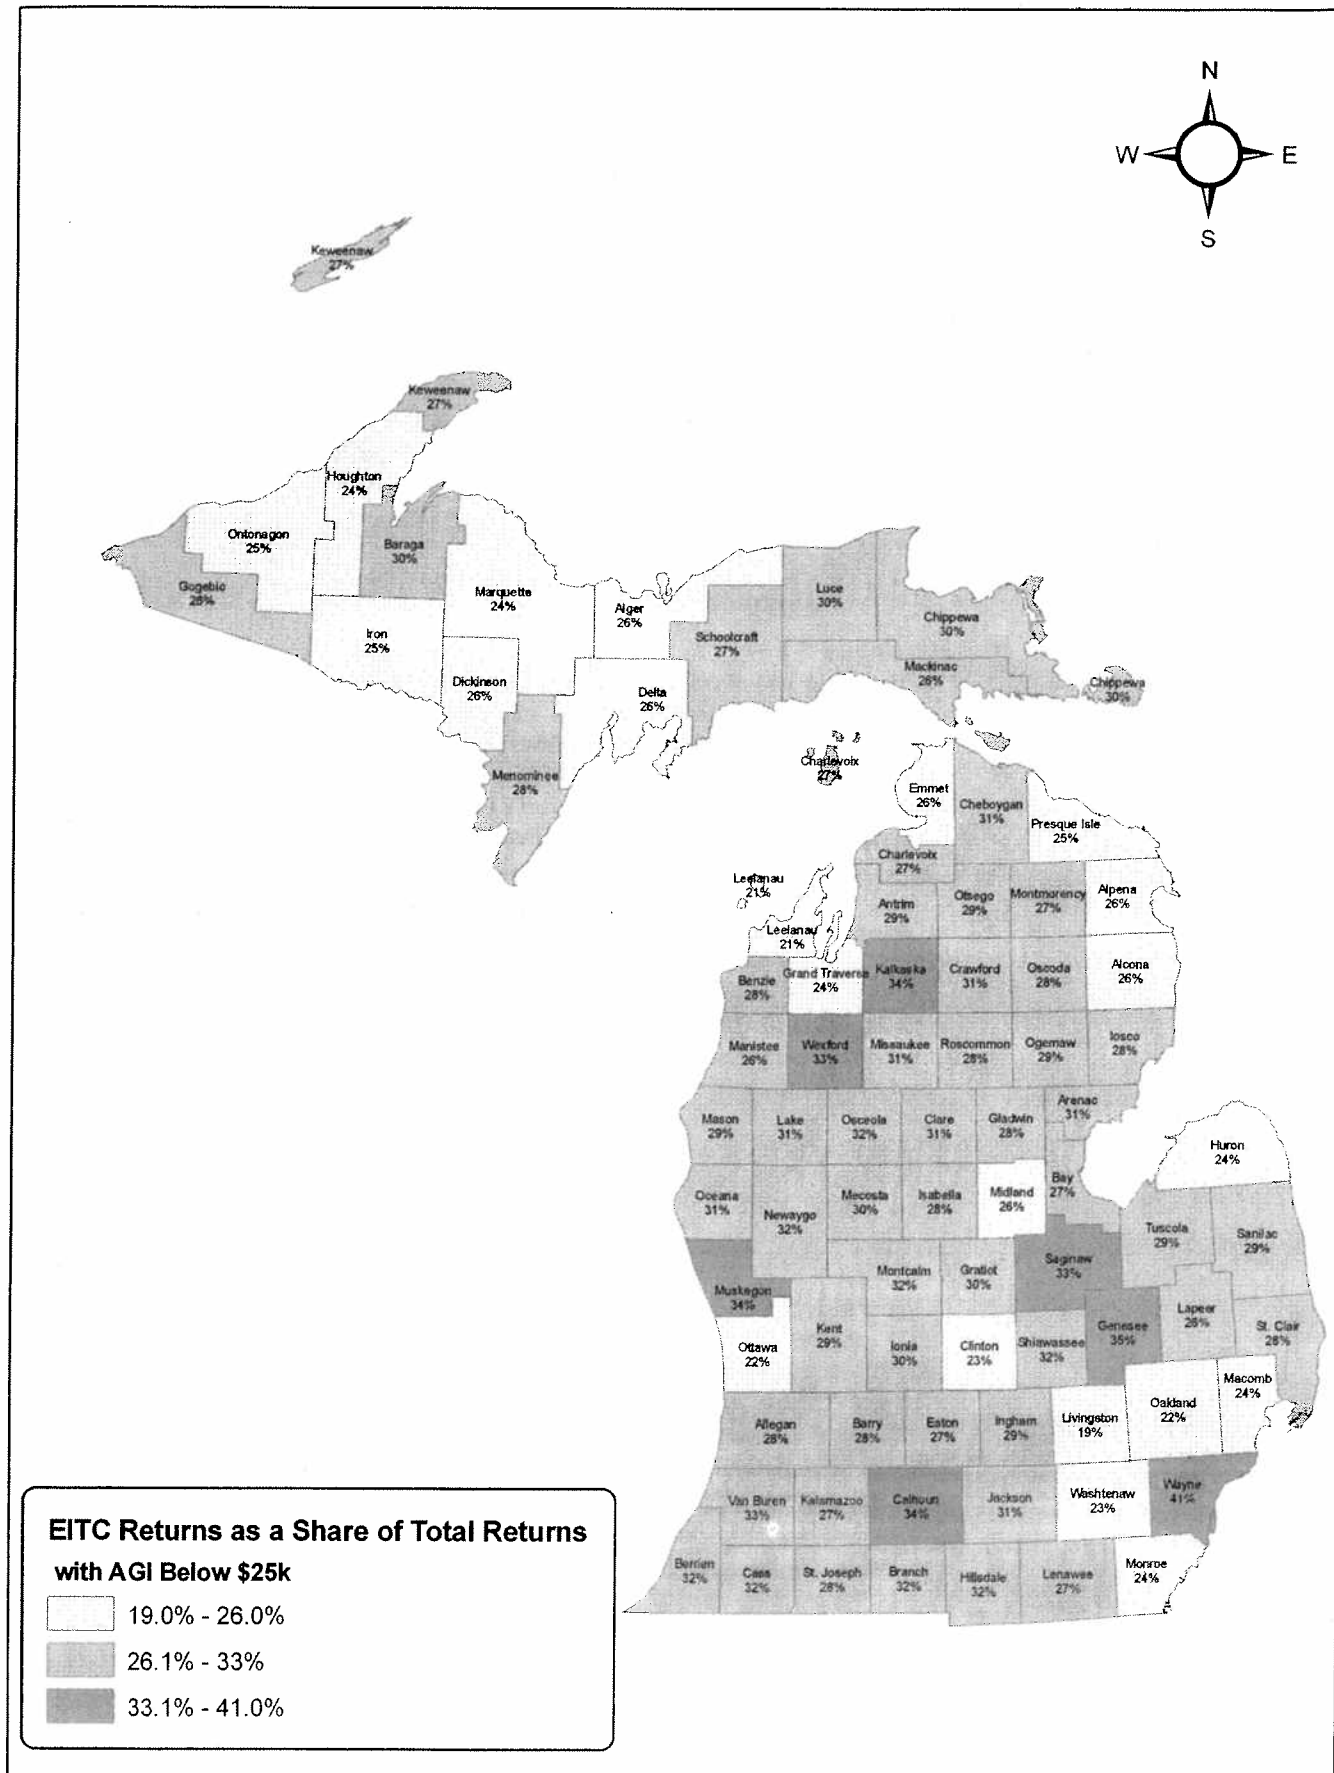 N
W
E
S
Keweenaw
27%
Keweenaw
27%
Houghton
24%
Ontonagon
25%
Baraga
30%
Gogebic
Marquette
24%
Luce
30%
Alger
26%
Chippewa
30%
Iron
25%
Schoolcraft
27%
Mackinac
Dickinson
26%
Chippewa
30%
Delta
26%
Charlevoix
27%
Menominee
28%
Emmet
26%
Cheboygan
31%
Presque Isle
25%
Charlevoix
27%
Leelanau
21%
Antrim
29%
Otsego
29%
Montmorency
27%
Alpena
26%
Leelanau
21%
Benzie
28%
Grand Traverse
24%
Kalkaska
34%
Crawford
31%
Oscoda
28%
Alcona
26%
Manistee
26%
Wexford
33%
Missaukee
31%
Roscommon
28%
Ogemaw
29%
Iosco
28%
Mason
29%
Lake
31%
Osceola
32%
Clare
31%
Gladwin
28%
Arenac
31%
Huron
24%
Oceana
31%
Newaygo
32%
Mecosta
30%
Isabella
28%
Midland
26%
Bay
27%
Tuscola
29%
Sanilac
29%
Muskegon
34%
Montcalm
32%
Gratiot
30%
Saginaw
33%
Ottawa
22%
Kent
29%
Ionia
30%
Clinton
23%
Shiawassee
32%
Genesee
35%
Lapeer
St. Clair
28%
Macomb
24%
Allegan
28%
Barry
28%
Eaton
27%
Ingham
29%
Livingston
19%
Oakland
22%
Van Buren
33%
Kalamazoo
27%
Calhoun
34%
Jackson
31%
Washtenaw
23%
Wayne
41%
Berrien
32%
Cass
32%
St. Joseph
28%
Branch
32%
Hillsdale
32%
Lenawee
27%
Monroe
24%
EITC Returns as a Share of Total Returns
with AGI Below $25k
19.0% - 26.0%
26.1% - 33%
33.1% - 41.0%